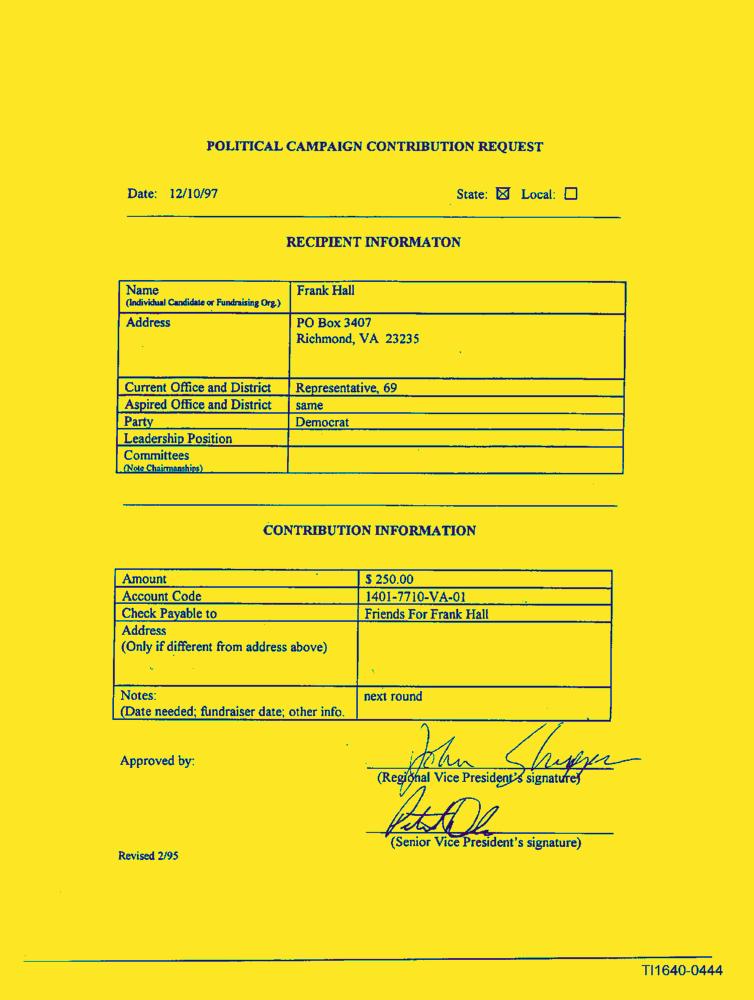 POLITICAL CAMPAIGN CONTRIBUTION REQUEST
Date: 12/10/97 State: ☒ Local: ☐
RECIPIENT INFORMATON
Name Frank Hall
(Individual Candidate or Fundraising Org.)
Address PO Box 3407
Richmond, VA 23235
Current Office and District Representative, 69
Aspired Office and District same
Party Democrat
Leadership Position
Committees
(Note Chairmanships)
CONTRIBUTION INFORMATION
Amount $ 250.00
Account Code 1401-7710-VA-01
Check Payable to Friends For Frank Hall
Address
(Only if different from address above)
Notes: next round
(Date needed; fundraiser date; other info.
John
Approved by:
(Regional Vice President's signature)
(Senior Vice President's signature)
Revised 2/95
TI1640-0444